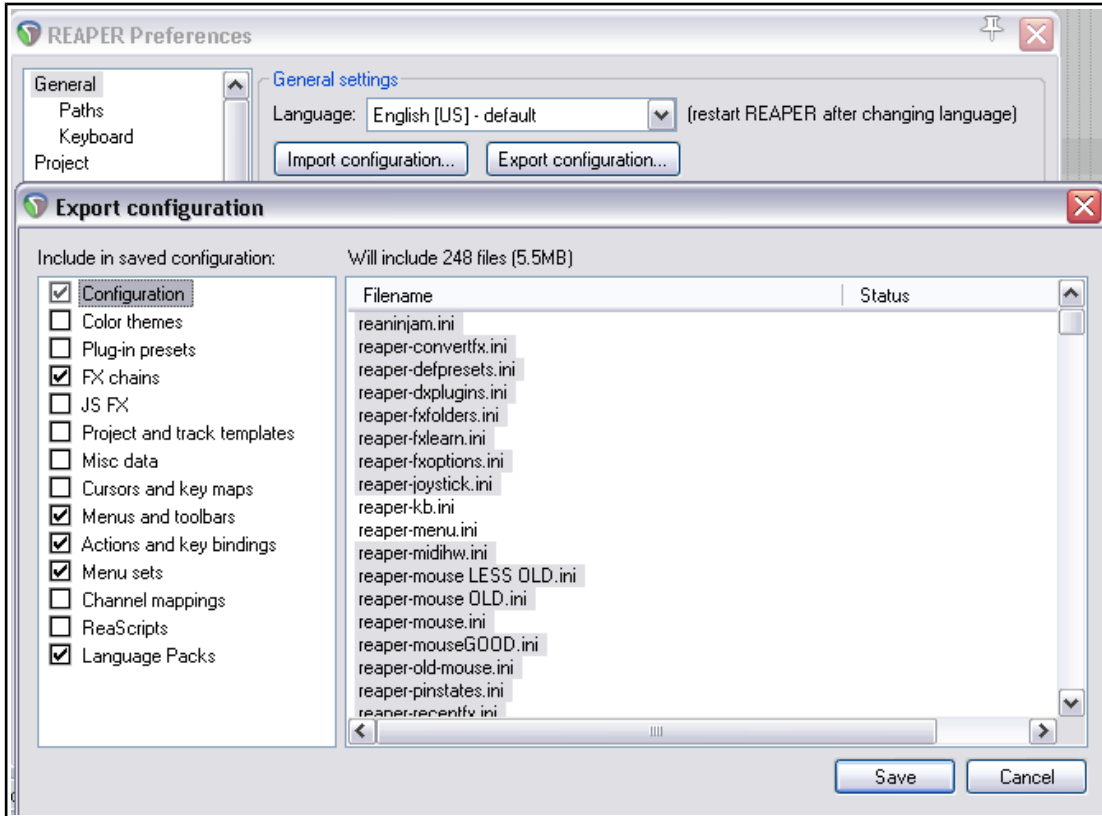 REAPER Preferences
General
Paths
Keyboard
Project
General settings
Language: English [US] - default (restart REAPER after changing language)
Import configuration... Export configuration...
Export configuration
Include in saved configuration:
Configuration
Color themes
Plug-in presets
FX chains
JS FX
Project and track templates
Misc data
Cursors and key maps
Menus and toolbars
Actions and key bindings
Menu sets
Channel mappings
ReaScripts
Language Packs
Will include 248 files (5.5MB)
Filename Status
reaninjam.ini
reaper-convertfx.ini
reaper-defpresets.ini
reaper-dxplugins.ini
reaper-fxfolders.ini
reaper-fxlearn.ini
reaper-fxoptions.ini
reaper-joystick.ini
reaper-kb.ini
reaper-menu.ini
reaper-midihw.ini
reaper-mouse LESS OLD.ini
reaper-mouse OLD.ini
reaper-mouse.ini
reaper-mouseGOOD.ini
reaper-old-mouse.ini
reaper-pinstates.ini
reaper-recentfx.ini
Save Cancel